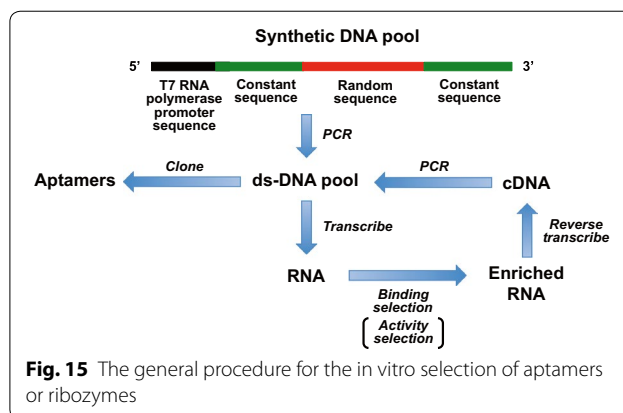 Synthetic DNA pool
5’ 3’
T7 RNA
polymerase
promoter
sequence
Constant
sequence
Random
sequence
Constant
sequence
PCR
Clone
PCR
Aptamers
ds-DNA pool
cDNA
Transcribe
Reverse
transcribe
RNA
Enriched
RNA
Binding
selection
Activity
selection
Fig. 15 The general procedure for the in vitro selection of aptamers
or ribozymes